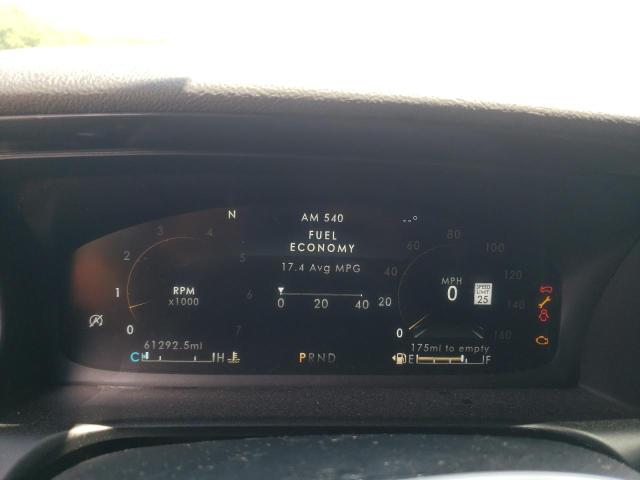 N
AM 540
--°
FUEL
ECONOMY
17.4 Avg MPG
0 20 40
0 1 2 3 4 5 6 7
RPM
x1000
61292.5mi
C H
PRND
MPH
0
SPEED
LIMIT
25
0 20 40 60 80 100 120 140 160
175mi to empty
E F